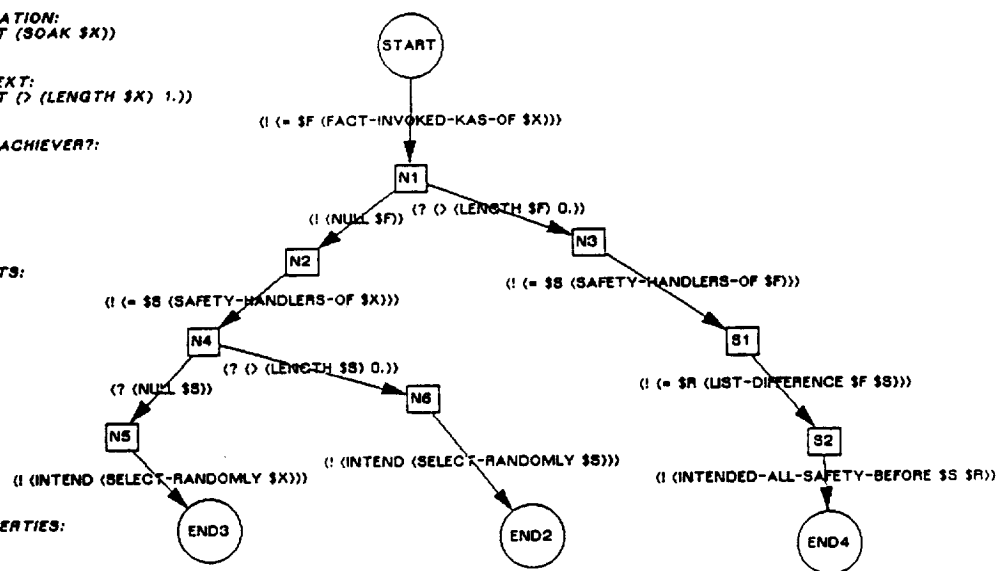 ATION:
T (SOAK $X))
START
EXT:
T (> (LENGTH $X) 1.))
(! (= $F (FACT-INVOKED-KAS-OF $X)))
ACHIEVER?:
N1
(! (NULL $F))
(? (> (LENGTH $F) 0.))
N2
N3
TS:
(! (= $S (SAFETY-HANDLERS-OF $X)))
(! (= $S (SAFETY-HANDLERS-OF $F)))
N4
S1
(? (NULL $S))
(? (> (LENGTH $S) 0.))
(! (= $R (LIST-DIFFERENCE $F $S)))
N6
N5
S2
(! (INTEND (SELECT-RANDOMLY $X)))
(! (INTEND (SELECT-RANDOMLY $S)))
(! (INTENDED-ALL-SAFETY-BEFORE $S $R))
ERTIES:
END3
END2
END4